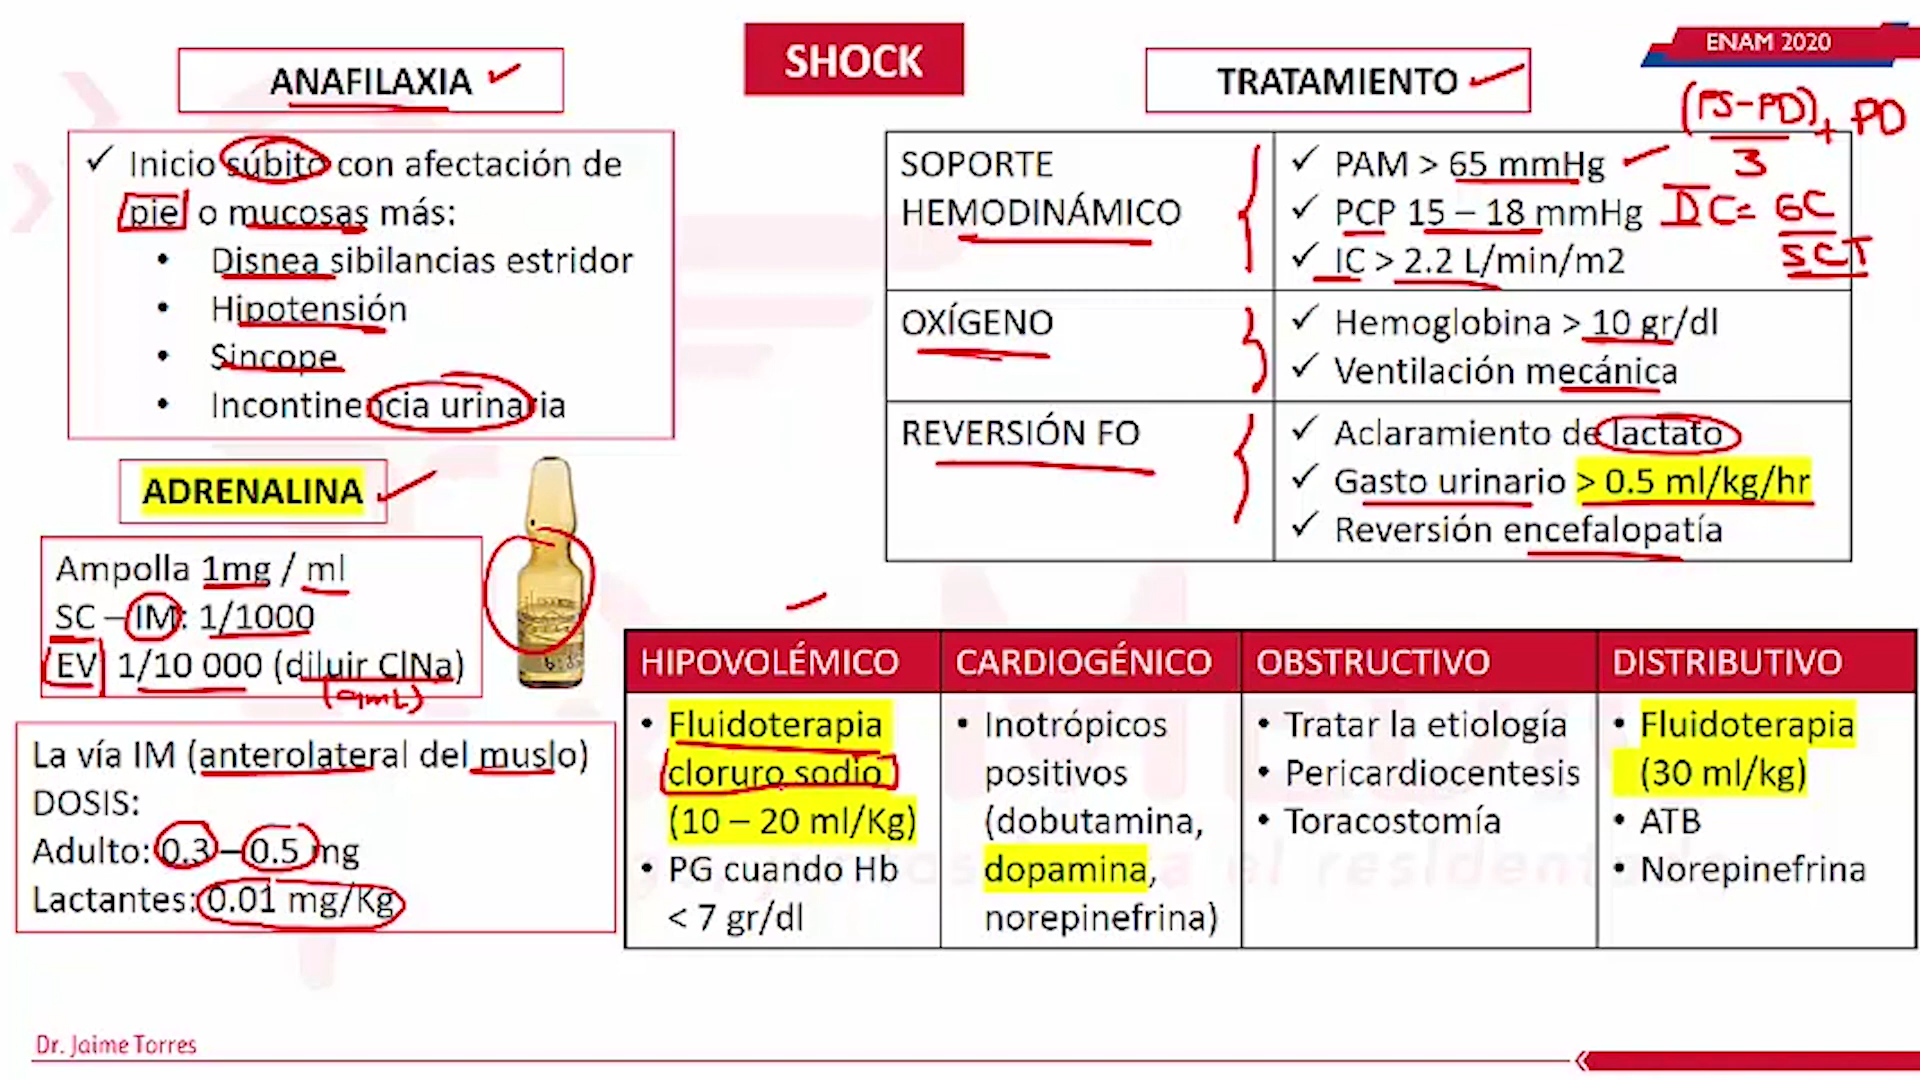 SHOCK
ENAM 2020
ANAFILAXIA
Inicio súbito con afectación de
piel o mucosas más:
Disnea sibilancias estridor
Hipotensión
Sincope
Incontinencia urinaria
ADRENALINA
Ampolla 1mg / ml
SC – IM: 1/1000
EV 1/10 000 (diluir ClNa)
(9mL)
La vía IM (anterolateral del muslo)
DOSIS:
Adulto: 0.3 – 0.5 mg
Lactantes: 0.01 mg/Kg
TRATAMIENTO
(PS-PD) + PD
3
SOPORTE
HEMODINÁMICO
PAM > 65 mmHg
PCP 15 – 18 mmHg
IC > 2.2 L/min/m2
IC = GC
SCT
OXÍGENO
Hemoglobina > 10 gr/dl
Ventilación mecánica
REVERSIÓN FO
Aclaramiento de lactato
Gasto urinario > 0.5 ml/kg/hr
Reversión encefalopatía
HIPOVOLÉMICO
Fluidoterapia
cloruro sodio
(10 – 20 ml/Kg)
PG cuando Hb
< 7 gr/dl
CARDIOGÉNICO
Inotrópicos
positivos
(dobutamina,
dopamina,
norepinefrina)
OBSTRUCTIVO
Tratar la etiología
Pericardiocentesis
Toracostomía
DISTRIBUTIVO
Fluidoterapia
(30 ml/kg)
ATB
Norepinefrina
Dr. Jaime Torres